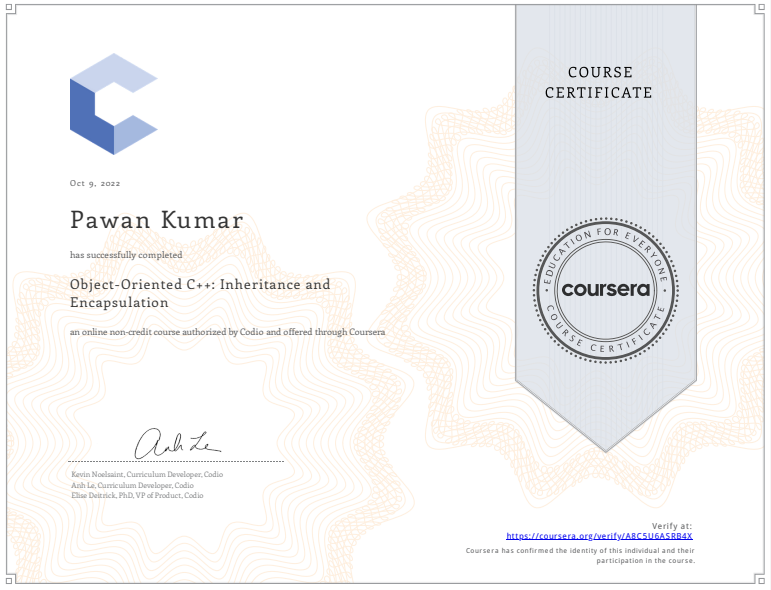 COURSE
CERTIFICATE
Oct 9, 2022
Pawan Kumar
has successfully completed
Object-Oriented C++: Inheritance and
Encapsulation
an online non-credit course authorized by Codio and offered through Coursera
EDUCATION FOR EVERYONE
coursera
COURSE CERTIFICATE
Anh Le
Kevin Noelsaint, Curriculum Developer, Codio
Anh Le, Curriculum Developer, Codio
Elise Deitrick, PhD, VP of Product, Codio
Verify at:
https://coursera.org/verify/A8C5U6ASRB4X
Coursera has confirmed the identity of this individual and their
participation in the course.